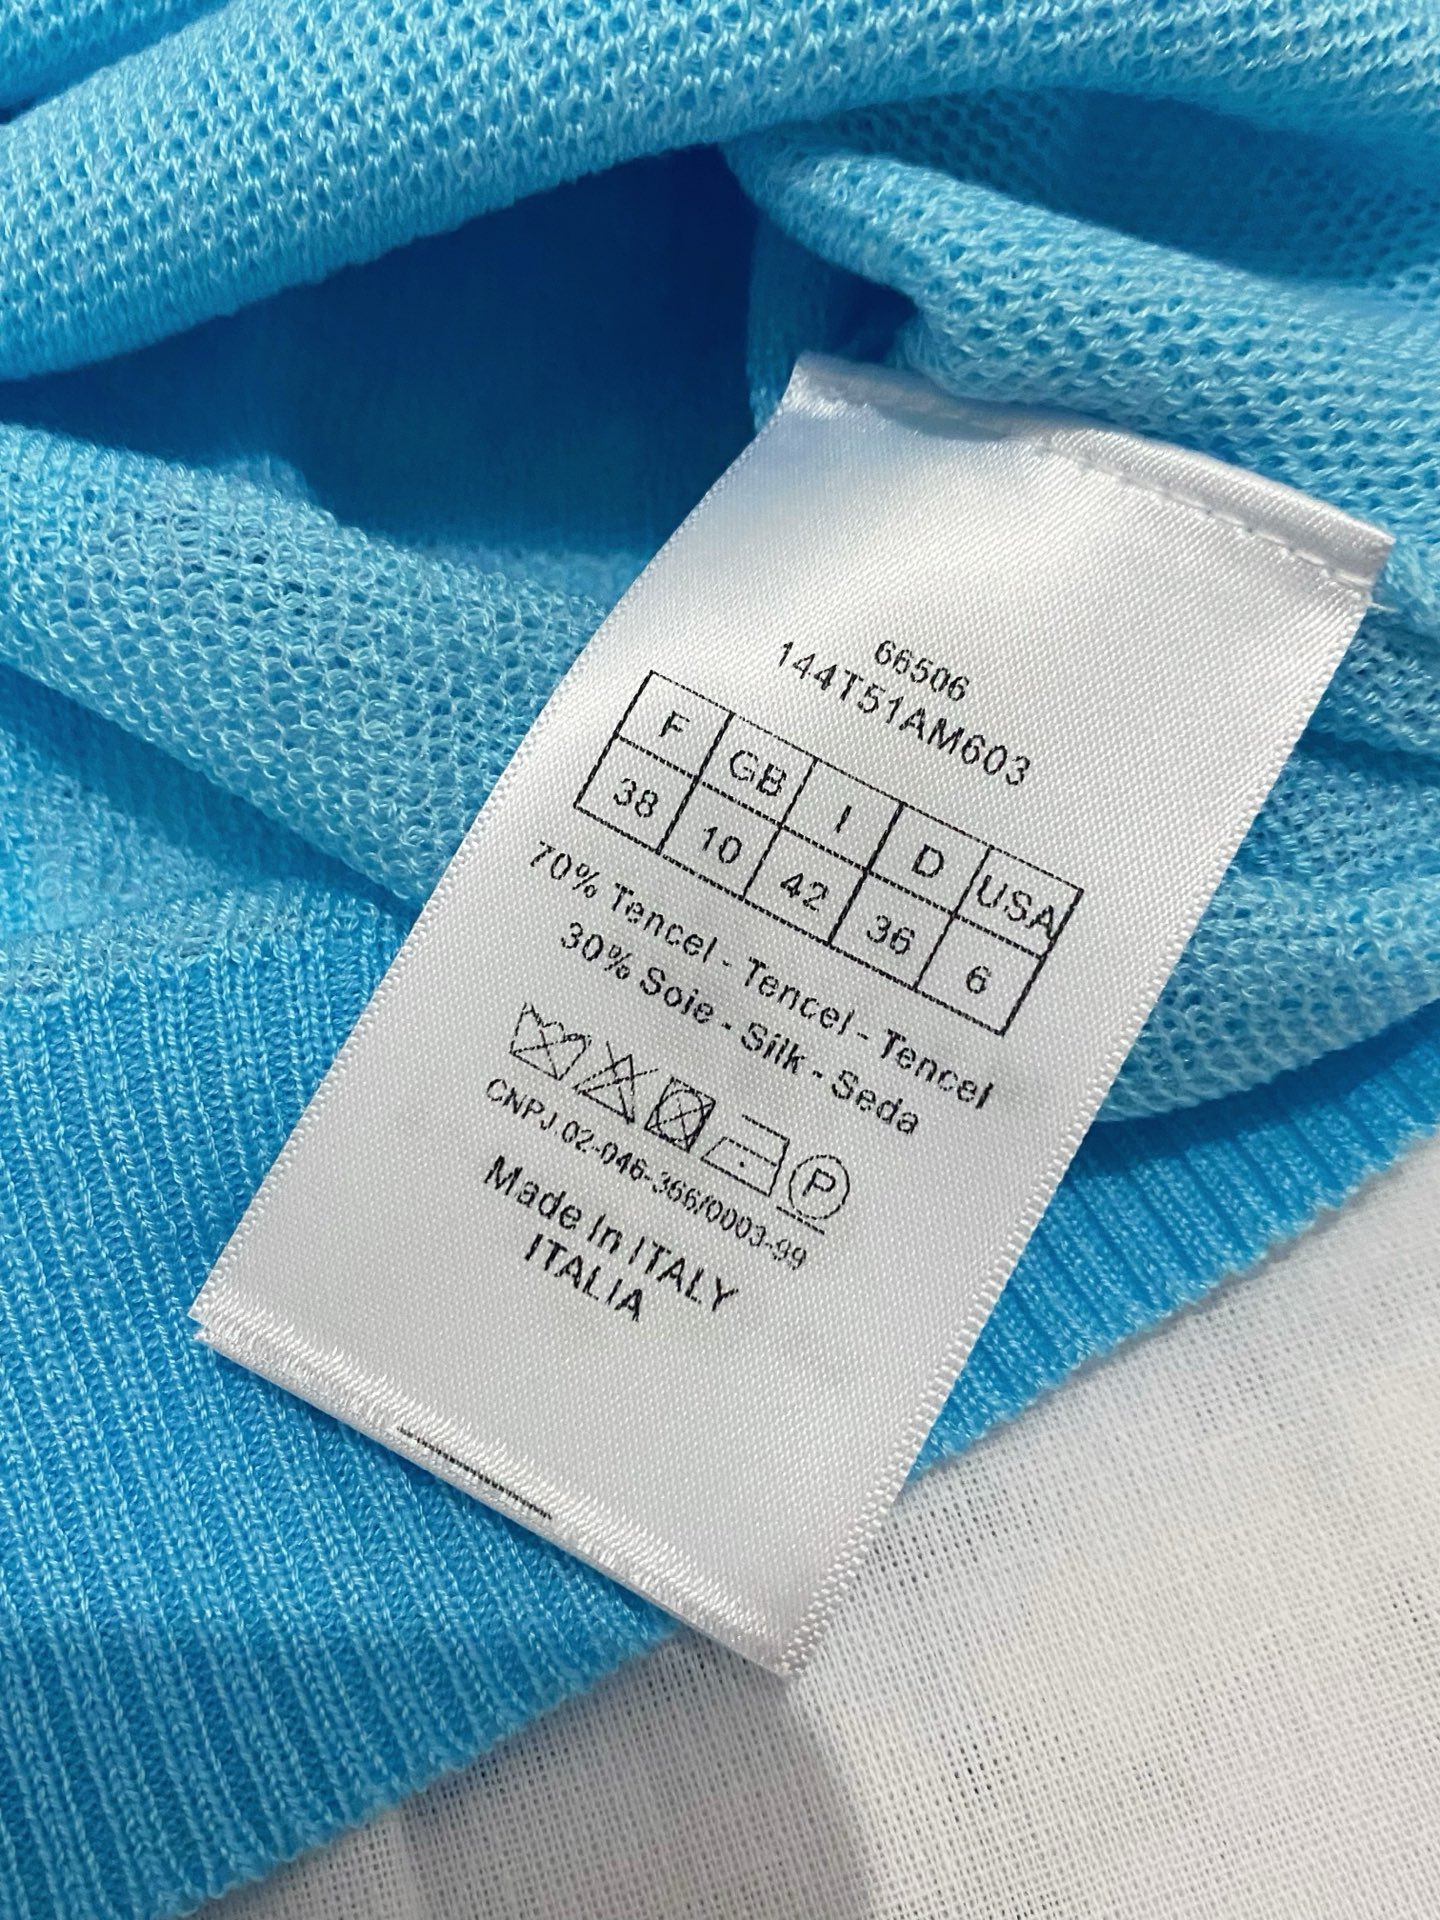 66506
144T51AM603
F GB I D USA
38 10 42 36 6
70% Tencel - Tencel - Tencel
30% Soie - Silk - Seda
P
CNPJ 02-046-366/0003-99
Made In ITALY
ITALIA